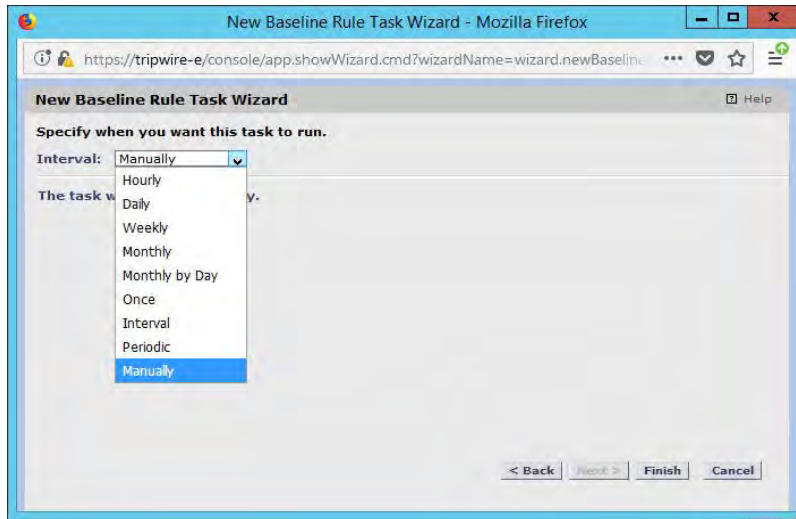 New Baseline Rule Task Wizard - Mozilla Firefox
https://tripwire-e/console/app.showWizard.cmd?wizardName=wizard.newBaseline
New Baseline Rule Task Wizard
Help
Specify when you want this task to run.
Interval: Manually
Hourly
The task w y.
Daily
Weekly
Monthly
Monthly by Day
Once
Interval
Periodic
Manually
< Back Next > Finish Cancel